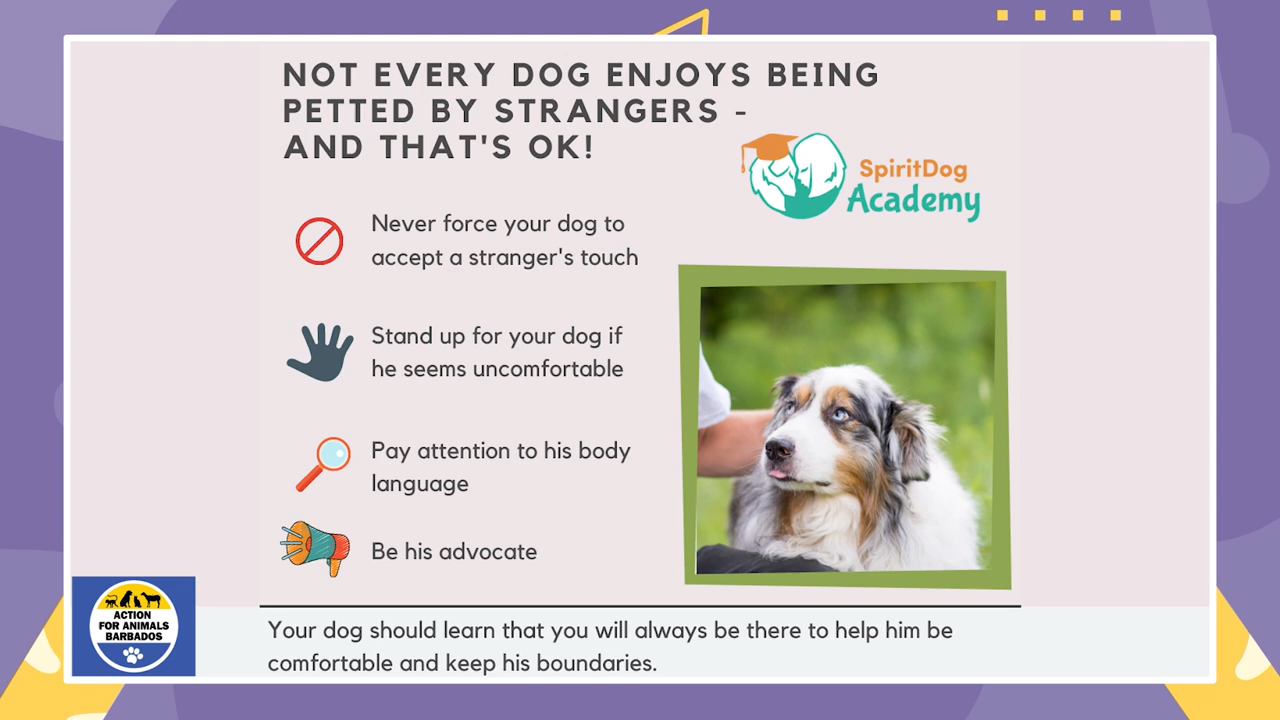 NOT EVERY DOG ENJOYS BEING
PETTED BY STRANGERS -
AND THAT'S OK!
SpiritDog
Academy
Never force your dog to
accept a stranger's touch
Stand up for your dog if
he seems uncomfortable
Pay attention to his body
language
Be his advocate
ACTION
FOR ANIMALS
BARBADOS
Your dog should learn that you will always be there to help him be
comfortable and keep his boundaries.